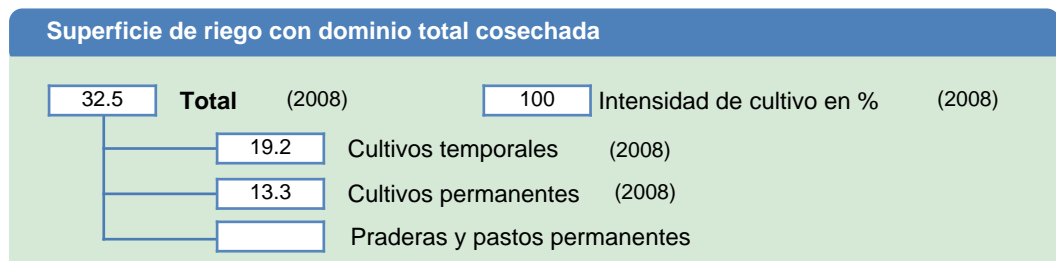 Superficie de riego con dominio total cosechada
32.5 Total (2008) 100 Intensidad de cultivo en % (2008)
19.2 Cultivos temporales (2008)
13.3 Cultivos permanentes (2008)
Praderas y pastos permanentes